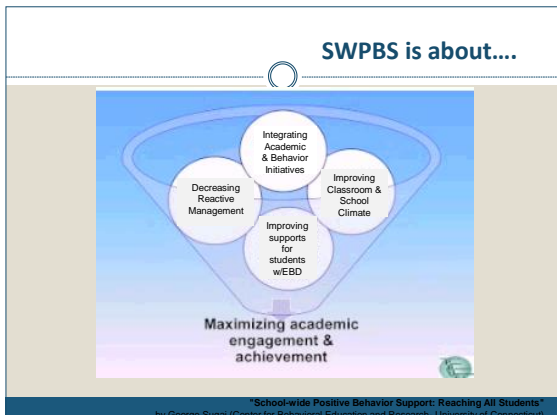 SWPBS is about....
Integrating
Academic
& Behavior
Initiatives
Decreasing
Reactive
Management
Improving
Classroom &
School
Climate
Improving
supports
for
students
w/EBD
Maximizing academic
engagement &
achievement
"School-wide Positive Behavior Support: Reaching All Students"
by George Sugai (Center for Behavioral Education and Research, University of Connecticut)